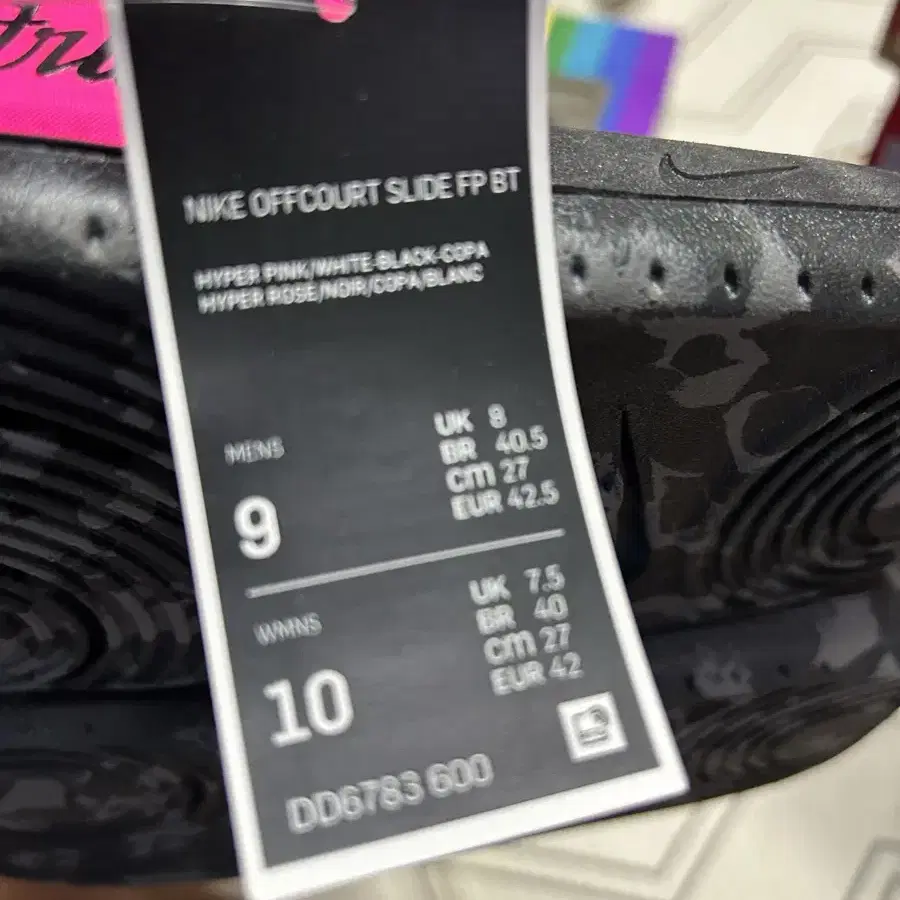 NIKE OFFCOURT SLIDE FP BT
HYPER PINK/WHITE-BLACK-COPA
HYPER ROSE/NOIR/COPA/BLANC
MENS
9
UK 8
BR 40.5
cm 27
EUR 42.5
WMNS
10
UK 7.5
BR 40
cm 27
EUR 42
DD6783 600